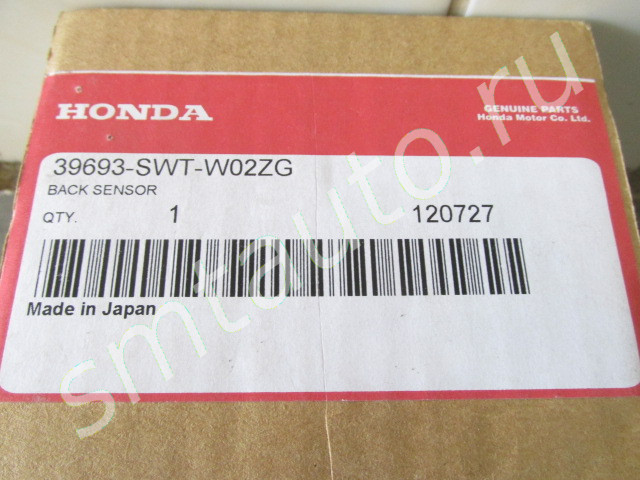 HONDA
GENUINE PARTS
Honda Motor Co. Ltd.
39693-SWT-W02ZG
BACK SENSOR
QTY. 1 120727
Made in Japan
smtauto.ru